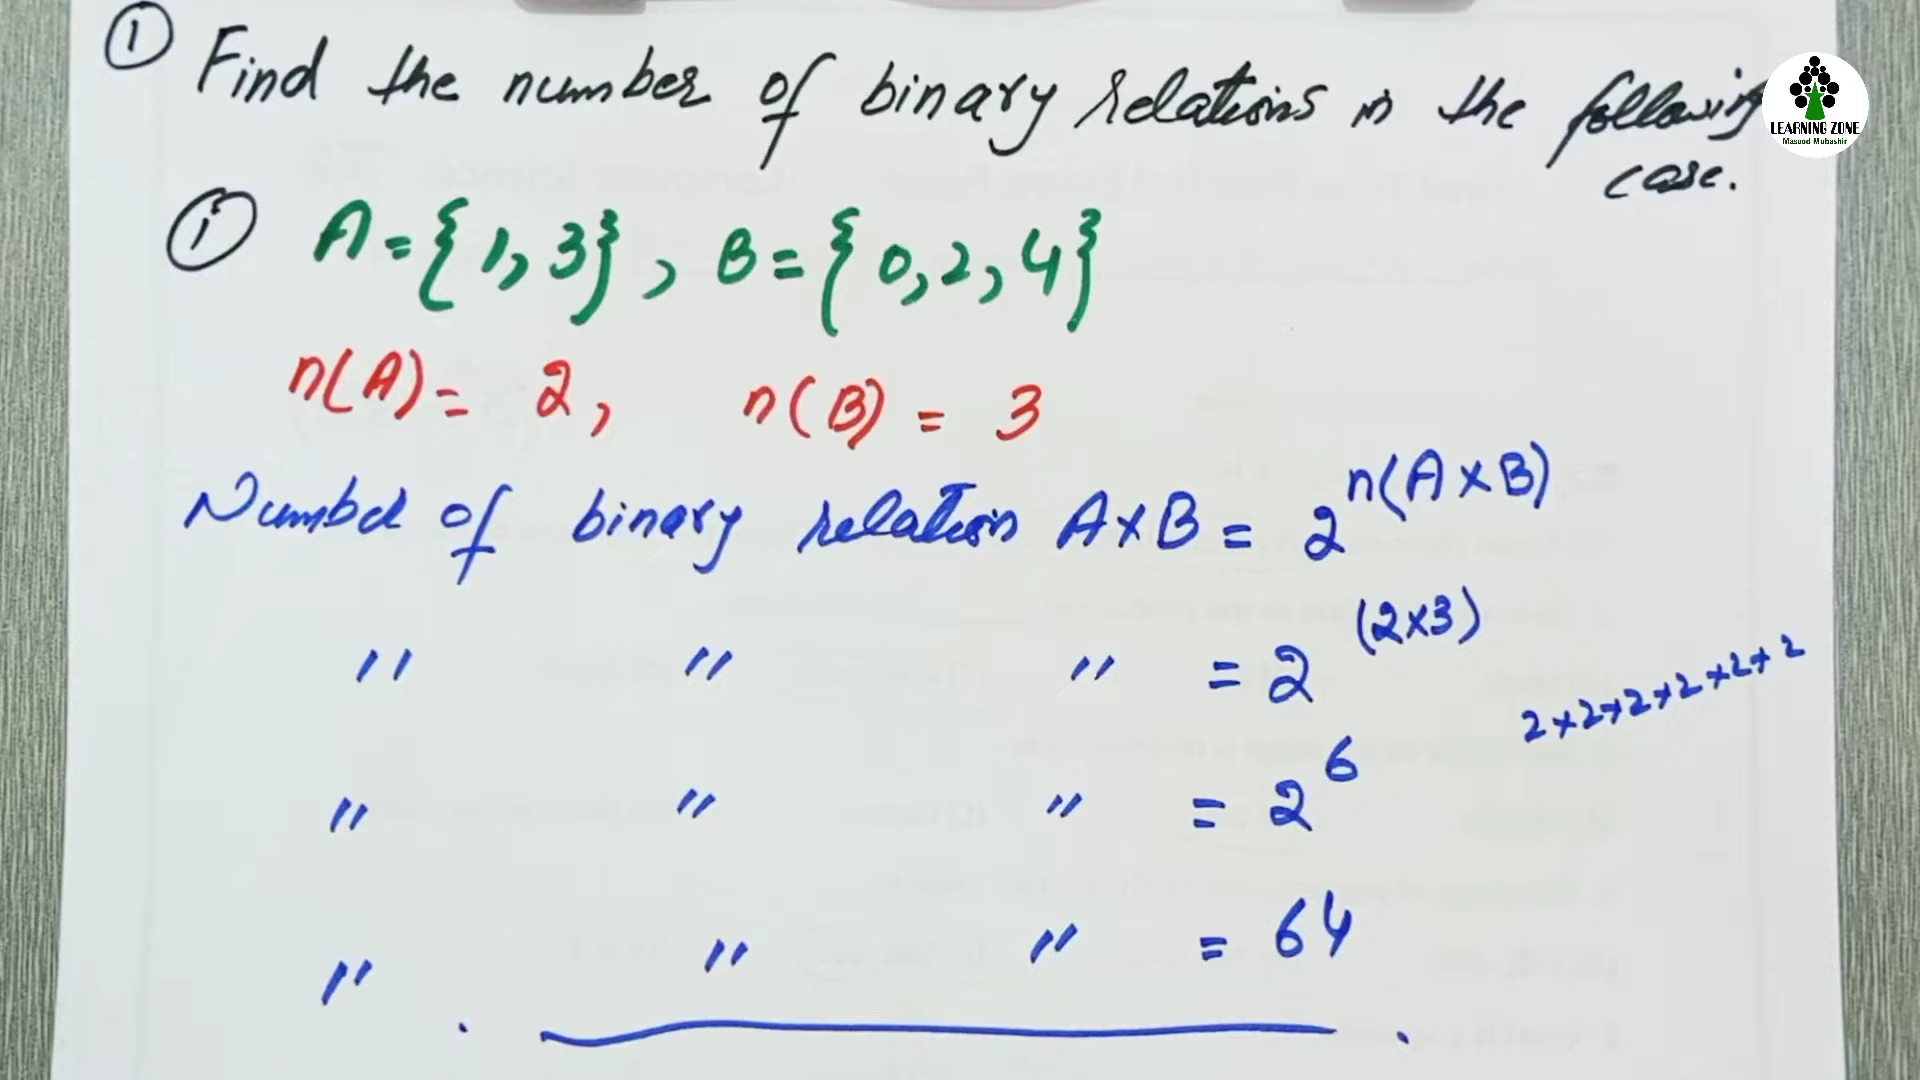 ① Find the number of binary relations in the following case.
LEARNING ZONE
Masood Mubashir
① A = {1, 3}, B = {0, 2, 4}
n(A) = 2, n(B) = 3
Number of binary relation A×B = 2^n(A×B)
〃 〃 〃 = 2^(2×3)
2×2×2×2×2×2
〃 〃 〃 = 2^6
〃 〃 〃 = 64